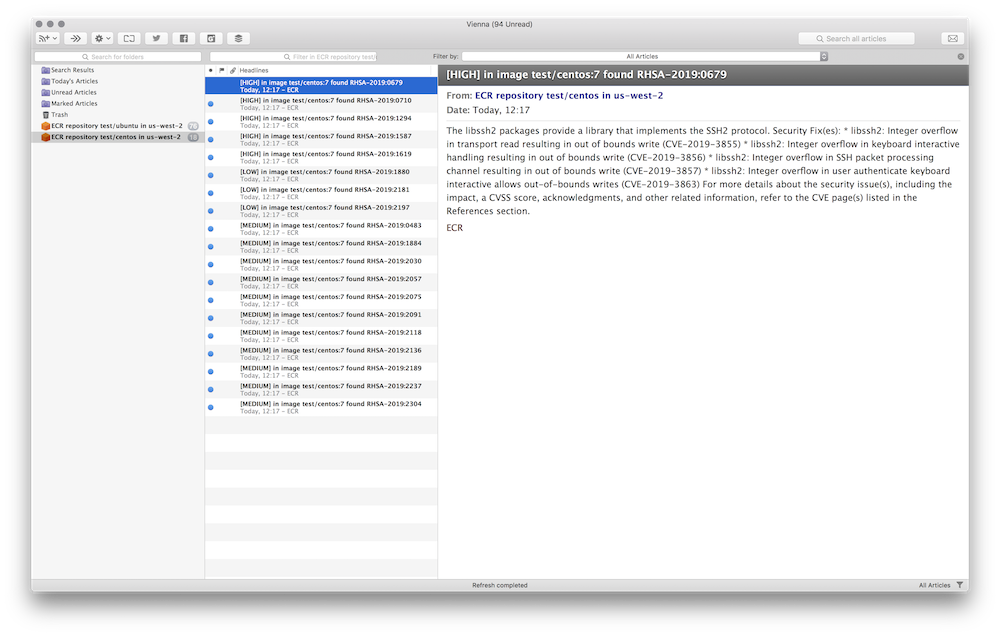 Vienna (94 Unread)
Search all articles
Search for folders
Filter in ECR repository test/
Filter by:
All Articles
Search Results
Today's Articles
Unread Articles
Marked Articles
Trash
ECR repository test/ubuntu in us-west-2
ECR repository test/centos in us-west-2
Headlines
[HIGH] in image test/centos:7 found RHSA-2019:0679
Today, 12:17 - ECR
[HIGH] in image test/centos:7 found RHSA-2019:0710
Today, 12:17 - ECR
[HIGH] in image test/centos:7 found RHSA-2019:1294
Today, 12:17 - ECR
[HIGH] in image test/centos:7 found RHSA-2019:1587
Today, 12:17 - ECR
[HIGH] in image test/centos:7 found RHSA-2019:1619
Today, 12:17 - ECR
[LOW] in image test/centos:7 found RHSA-2019:1880
Today, 12:17 - ECR
[LOW] in image test/centos:7 found RHSA-2019:2181
Today, 12:17 - ECR
[LOW] in image test/centos:7 found RHSA-2019:2197
Today, 12:17 - ECR
[MEDIUM] in image test/centos:7 found RHSA-2019:0483
Today, 12:17 - ECR
[MEDIUM] in image test/centos:7 found RHSA-2019:1884
Today, 12:17 - ECR
[MEDIUM] in image test/centos:7 found RHSA-2019:2030
Today, 12:17 - ECR
[MEDIUM] in image test/centos:7 found RHSA-2019:2057
Today, 12:17 - ECR
[MEDIUM] in image test/centos:7 found RHSA-2019:2075
Today, 12:17 - ECR
[MEDIUM] in image test/centos:7 found RHSA-2019:2091
Today, 12:17 - ECR
[MEDIUM] in image test/centos:7 found RHSA-2019:2118
Today, 12:17 - ECR
[MEDIUM] in image test/centos:7 found RHSA-2019:2136
Today, 12:17 - ECR
[MEDIUM] in image test/centos:7 found RHSA-2019:2189
Today, 12:17 - ECR
[MEDIUM] in image test/centos:7 found RHSA-2019:2237
Today, 12:17 - ECR
[MEDIUM] in image test/centos:7 found RHSA-2019:2304
Today, 12:17 - ECR
[HIGH] in image test/centos:7 found RHSA-2019:0679
From: ECR repository test/centos in us-west-2
Date: Today, 12:17
The libssh2 packages provide a library that implements the SSH2 protocol. Security Fix(es): * libssh2: Integer overflow
in transport read resulting in out of bounds write (CVE-2019-3855) * libssh2: Integer overflow in keyboard interactive
handling resulting in out of bounds write (CVE-2019-3856) * libssh2: Integer overflow in SSH packet processing
channel resulting in out of bounds write (CVE-2019-3857) * libssh2: Integer overflow in user authenticate keyboard
interactive allows out-of-bounds writes (CVE-2019-3863) For more details about the security issue(s), including the
impact, a CVSS score, acknowledgments, and other related information, refer to the CVE page(s) listed in the
References section.
ECR
Refresh completed
All Articles